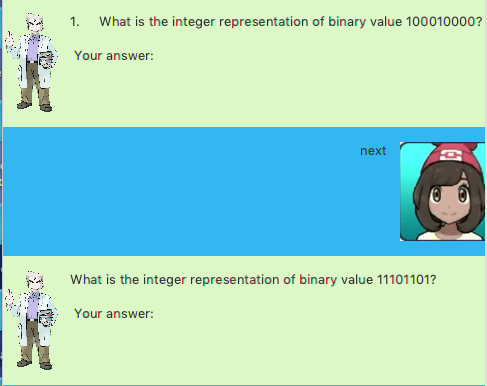 1. What is the integer representation of binary value 100010000?
Your answer:
next
What is the integer representation of binary value 11101101?
Your answer: